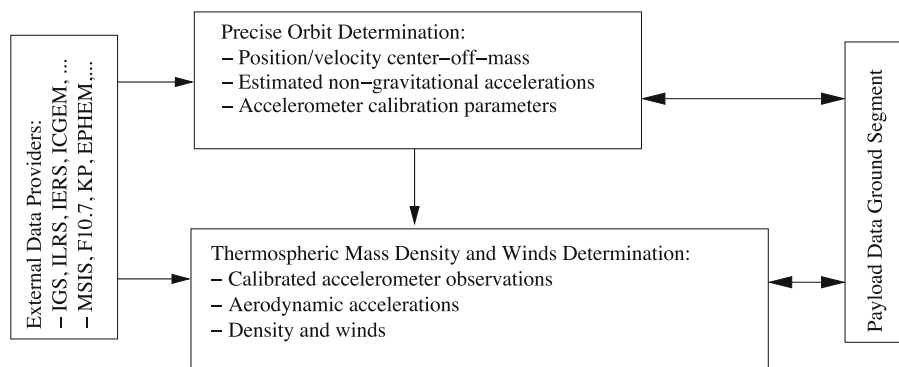 External Data Providers:
– IGS, ILRS, IERS, ICGEM, ...
– MSIS, F10.7, KP, EPHEM,...
Precise Orbit Determination:
– Position/velocity center–off–mass
– Estimated non–gravitational accelerations
– Accelerometer calibration parameters
Thermospheric Mass Density and Winds Determination:
– Calibrated accelerometer observations
– Aerodynamic accelerations
– Density and winds
Payload Data Ground Segment